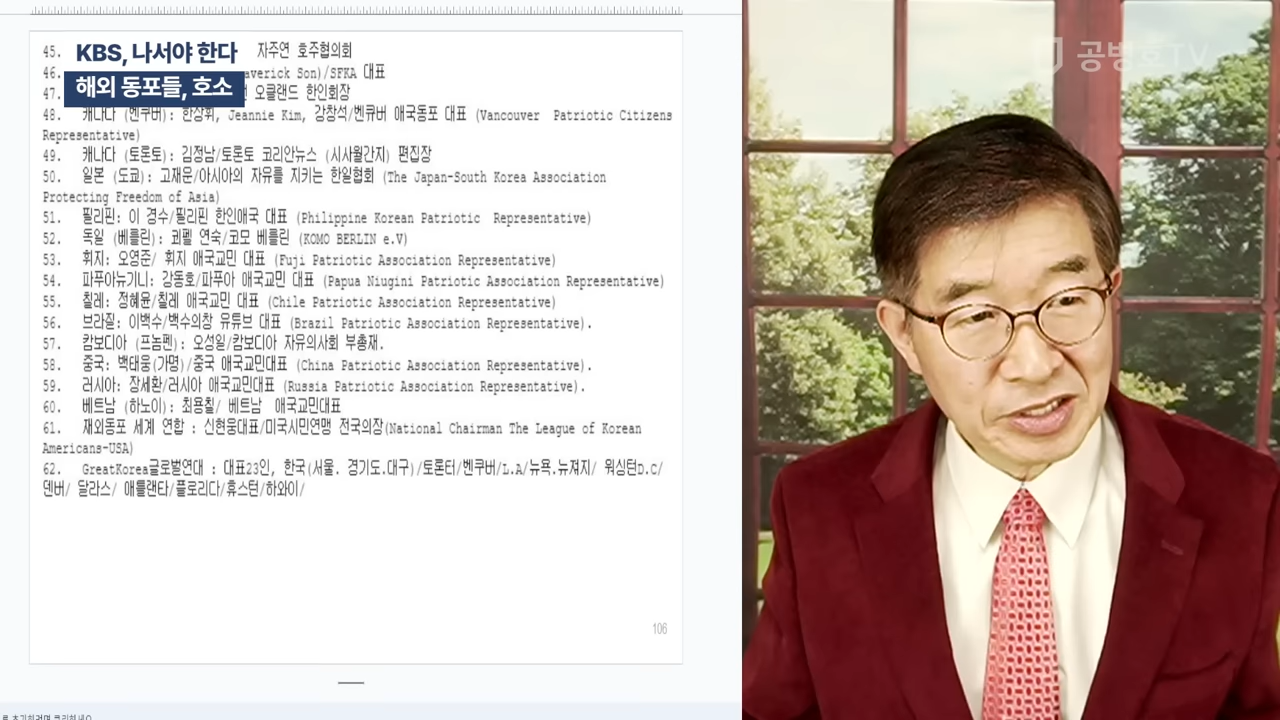 KBS, 나서야 한다
해외 동포들, 호소
공병호TV
45. 자주연 호주협의회
46. averick Son)/SFKA 대표
47. 오클랜드 한인회장
48. 캐나다 (벤쿠버): 한상휘, Jeannie Kim, 강창석/벤큐버 애국동포 대표 (Vancouver Patriotic Citizens
Representative)
49. 캐나다 (토론토): 김정남/토론토 코리안뉴스 (시사월간지) 편집장
50. 일본 (도쿄): 고재운/아시아의 자유를 지키는 한일협회 (The Japan-South Korea Association
Protecting Freedom of Asia)
51. 필리핀: 이 경수/필리핀 한인애국 대표 (Philippine Korean Patriotic Representative)
52. 독일 (베를린): 쾨펠 연숙/코모 베를린 (KOMO BERLIN e.V)
53. 휘지: 오영준/ 휘지 애국교민 대표 (Fuji Patriotic Association Representative)
54. 파푸아뉴기니: 강동호/파푸아 애국교민 대표 (Papua Niugini Patriotic Association Representative)
55. 칠레: 정혜윤/칠레 애국교민 대표 (Chile Patriotic Association Representative)
56. 브라질: 이백수/백수의창 유튜브 대표 (Brazil Patriotic Association Representative).
57. 캄보디아 (프놈펜): 오성일/캄보디아 자유의사회 부총재.
58. 중국: 백태웅(가명)/중국 애국교민대표 (China Patriotic Association Representative).
59. 러시아: 장세환/러시아 애국교민대표 (Russia Patriotic Association Representative).
60. 베트남 (하노이): 최용칠/ 베트남 애국교민대표
61. 재외동포 세계 연합 : 신현웅대표/미국시민연맹 전국의장(National Chairman The League of Korean
Americans-USA)
62. GreatKorea글로벌연대 : 대표23인, 한국(서울. 경기도.대구)/토론터/벤쿠버/L.A/뉴욕.뉴져지/ 워싱턴D.C/
덴버/ 달라스/ 애틀랜타/플로리다/휴스턴/하와이/
106